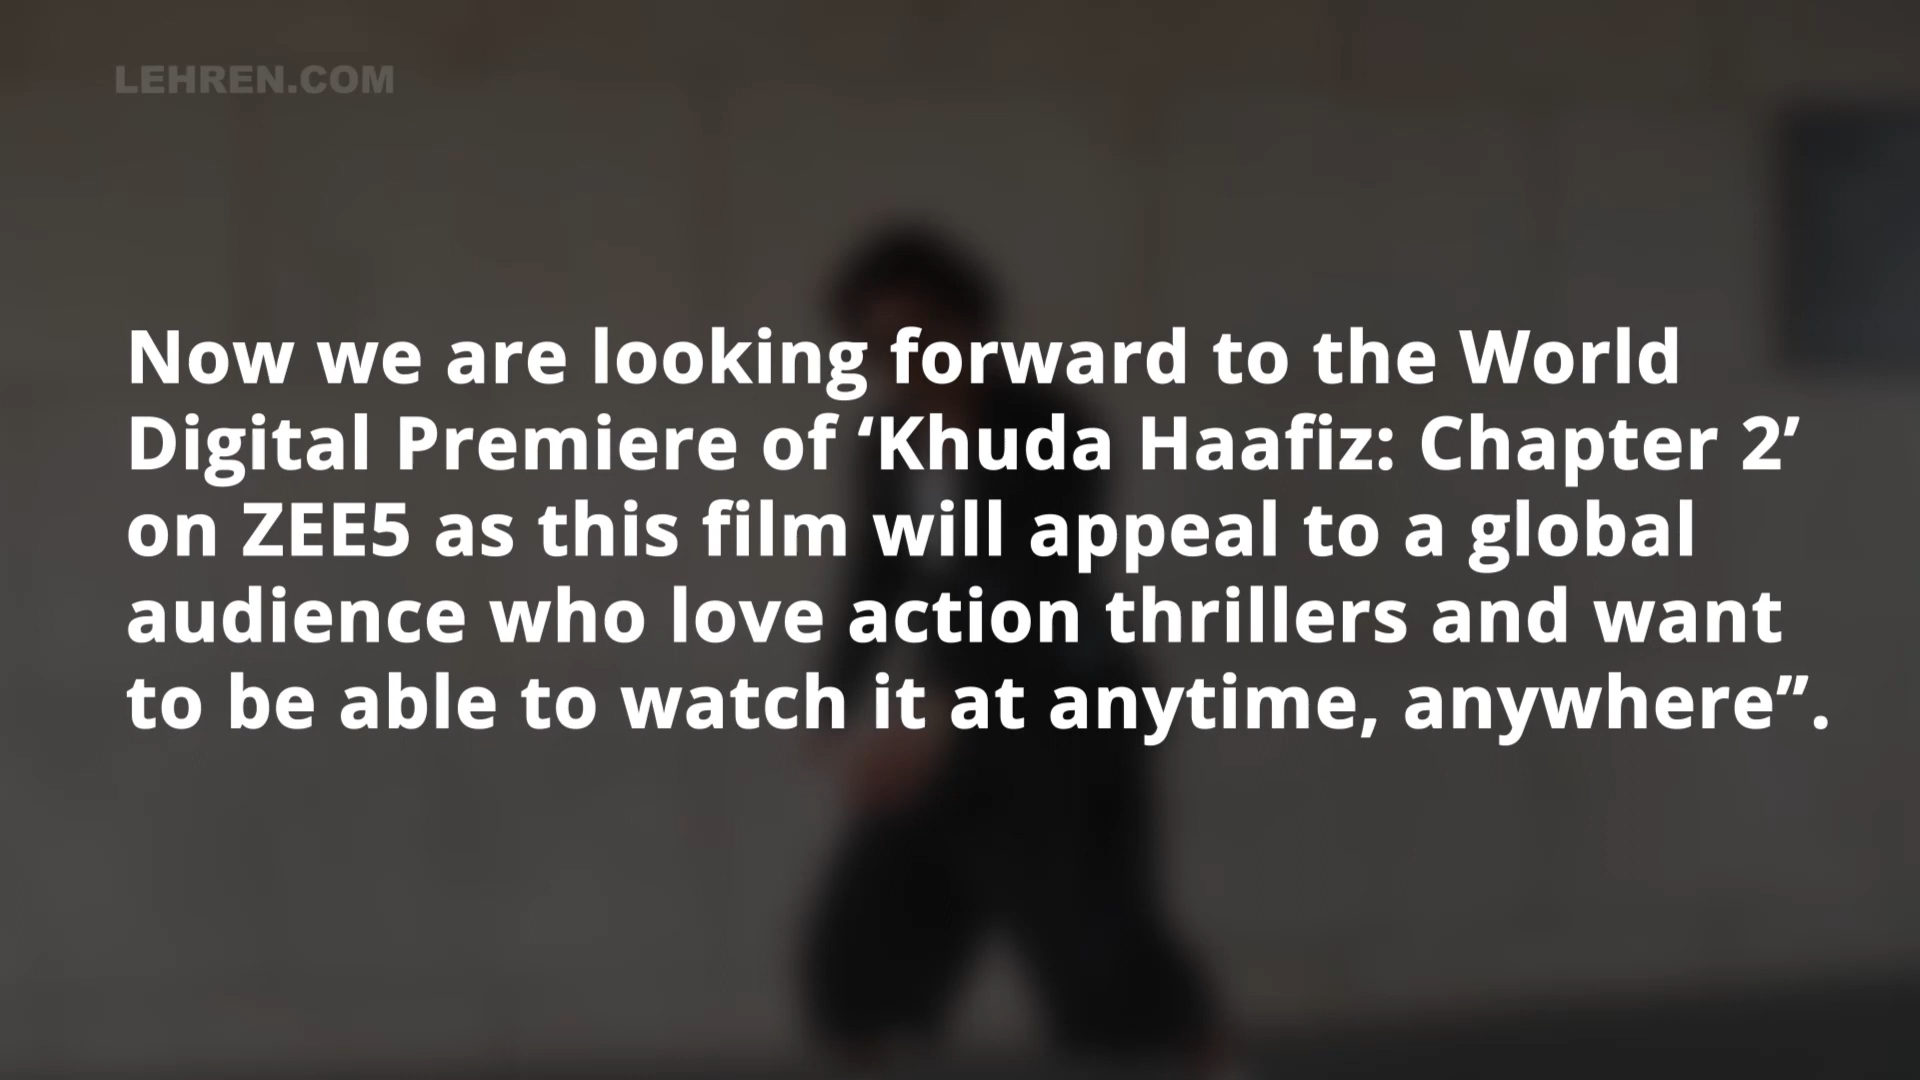 LEHREN.COM
Now we are looking forward to the World
Digital Premiere of ‘Khuda Haafiz: Chapter 2’
on ZEE5 as this film will appeal to a global
audience who love action thrillers and want
to be able to watch it at anytime, anywhere”.